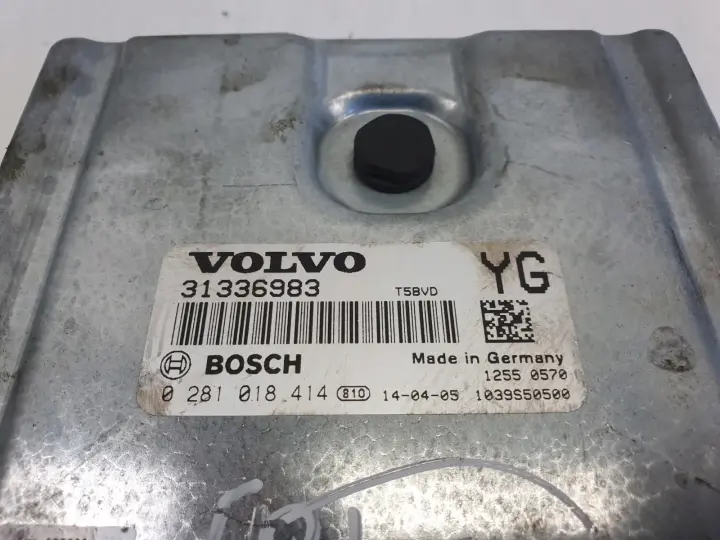 VOLVO YG
31336983 T5BVD
BOSCH Made in Germany
1255 0570
0 281 018 414 810 14-04-05 1039S50500